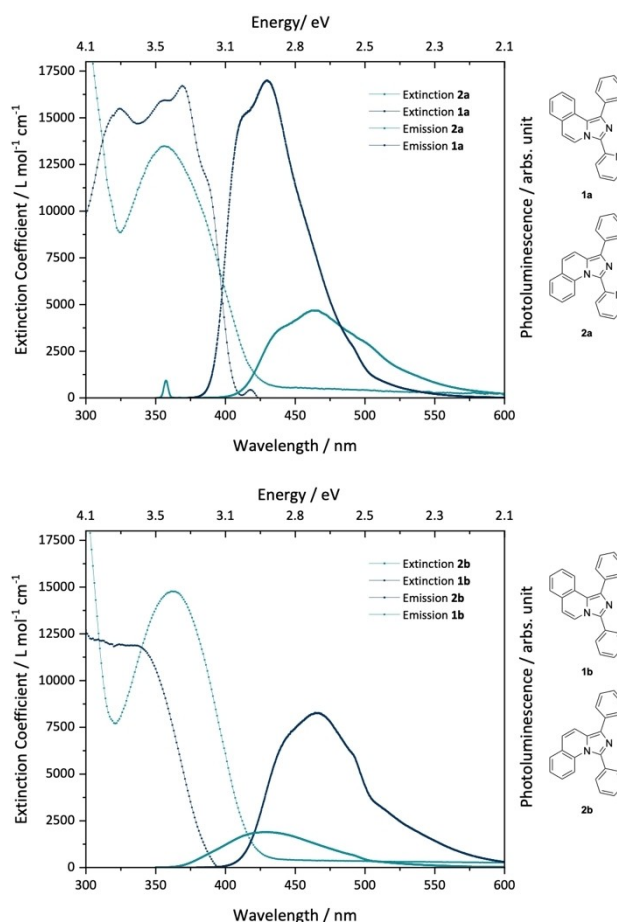 Energy/ eV
4.1 3.5 3.1 2.8 2.5 2.3 2.1
17500
15000
12500
10000
7500
5000
2500
0
Extinction Coefficient / L mol⁻¹ cm⁻¹
Extinction 2a
Extinction 1a
Emission 2a
Emission 1a
Photoluminescence / arbs. unit
300 350 400 450 500 550 600
Wavelength / nm
N
N
1a
N
N
2a
Energy / eV
4.1 3.5 3.1 2.8 2.5 2.3 2.1
17500
15000
12500
10000
7500
5000
2500
0
Extinction Coefficient / L mol⁻¹ cm⁻¹
Extinction 2b
Extinction 1b
Emission 2b
Emission 1b
Photoluminescence / arbs. unit
300 350 400 450 500 550 600
Wavelength / nm
N
N
1b
N
N
2b